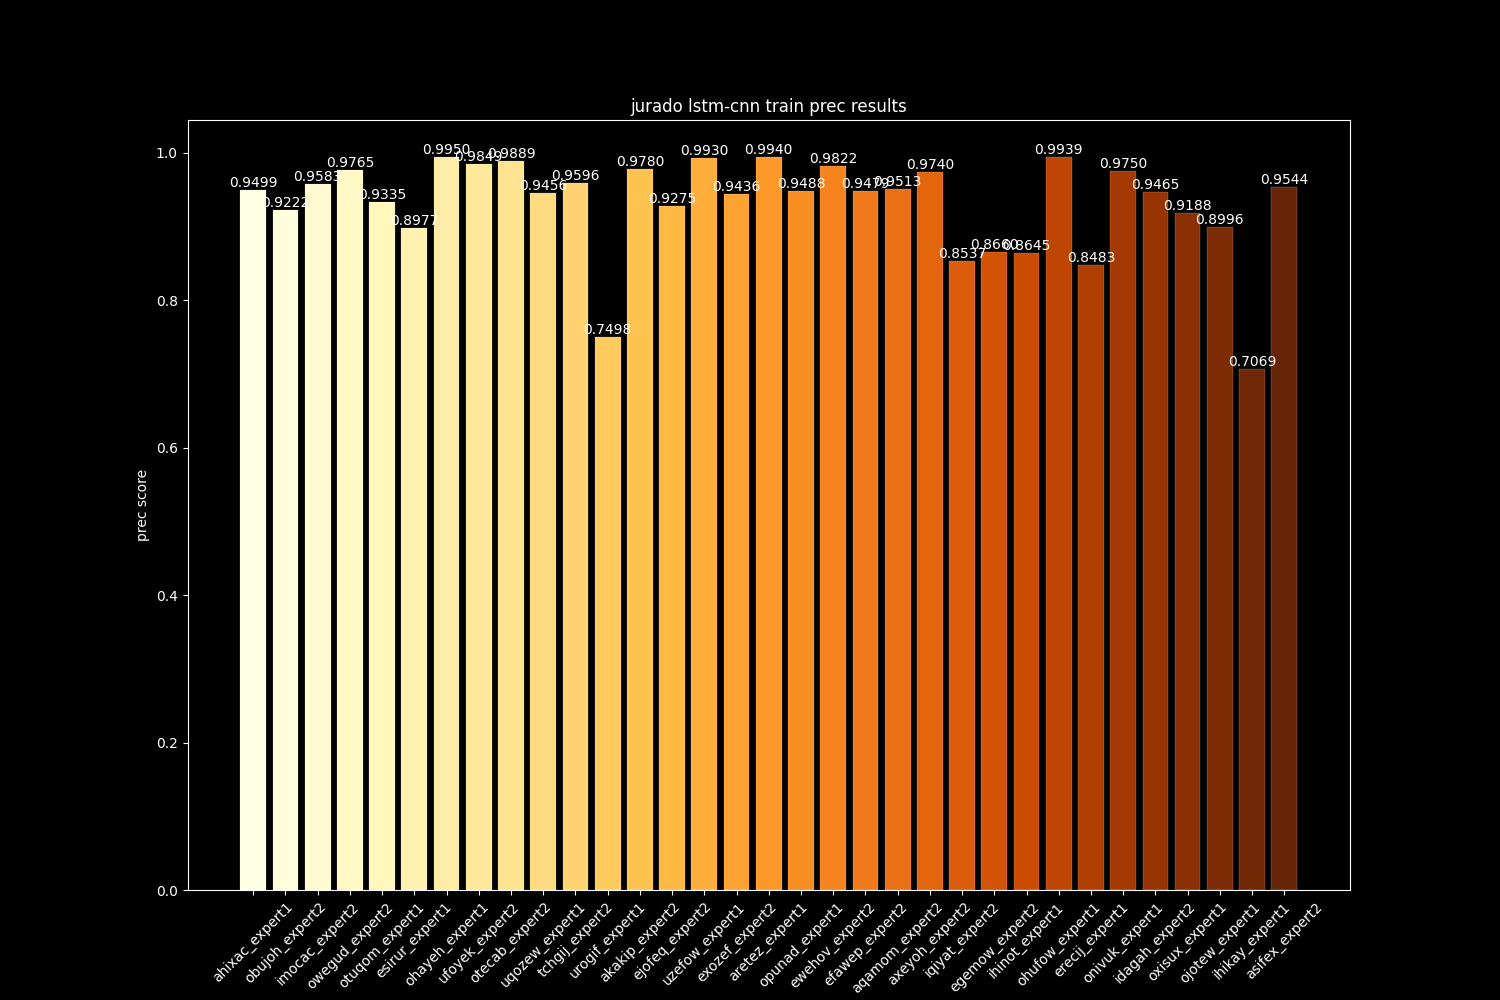 jurado lstm-cnn train prec results
prec score
1.0
0.8
0.6
0.4
0.2
0.0
0.9499
0.9222
0.9583
0.9765
0.9335
0.8977
0.9950
0.9849
0.9889
0.9456
0.9596
0.7498
0.9780
0.9275
0.9930
0.9436
0.9940
0.9488
0.9822
0.9479
0.9513
0.9740
0.8537
0.8660
0.8645
0.9939
0.8483
0.9750
0.9465
0.9188
0.8996
0.7069
0.9544
ahixac_expert1
obujoh_expert2
imocac_expert2
owegud_expert2
otuqom_expert1
esirur_expert1
ohayeh_expert1
ufoyek_expert2
otecab_expert2
uqozew_expert1
tchgij_expert2
urogif_expert1
akakip_expert2
ejofeq_expert2
uzefow_expert1
exozef_expert2
aretez_expert1
opunad_expert1
ewehov_expert2
efawep_expert2
aqamom_expert2
axeyoh_expert2
iqiyat_expert2
egemow_expert2
ihinot_expert1
ohufow_expert1
erecij_expert1
onivuk_expert1
idagah_expert2
oxisux_expert1
ojotew_expert1
ihikay_expert1
asifex_expert2